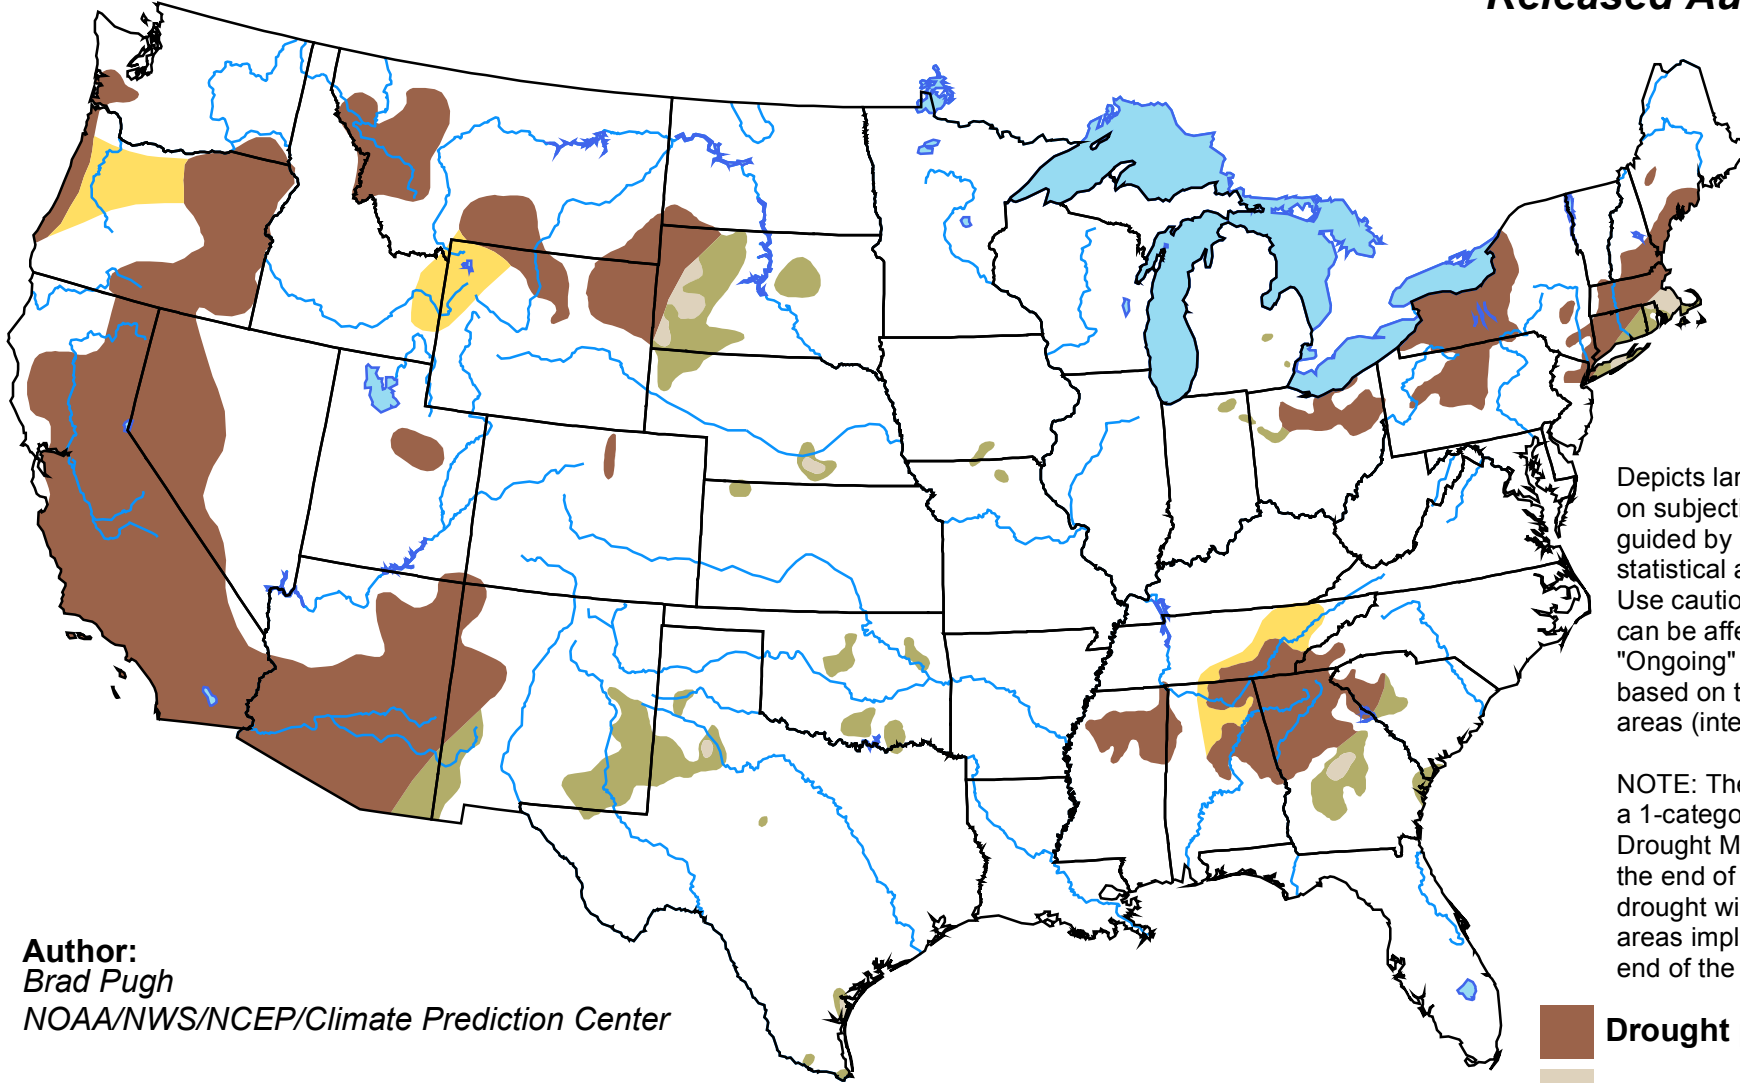 Released Au
Depicts lar
on subjecti
guided by
statistical a
Use cautio
can be affe
"Ongoing"
based on t
areas (inte
NOTE: The
a 1-catego
Drought M
the end of
drought wi
areas impl
end of the
Author:
Brad Pugh
NOAA/NWS/NCEP/Climate Prediction Center
Drought